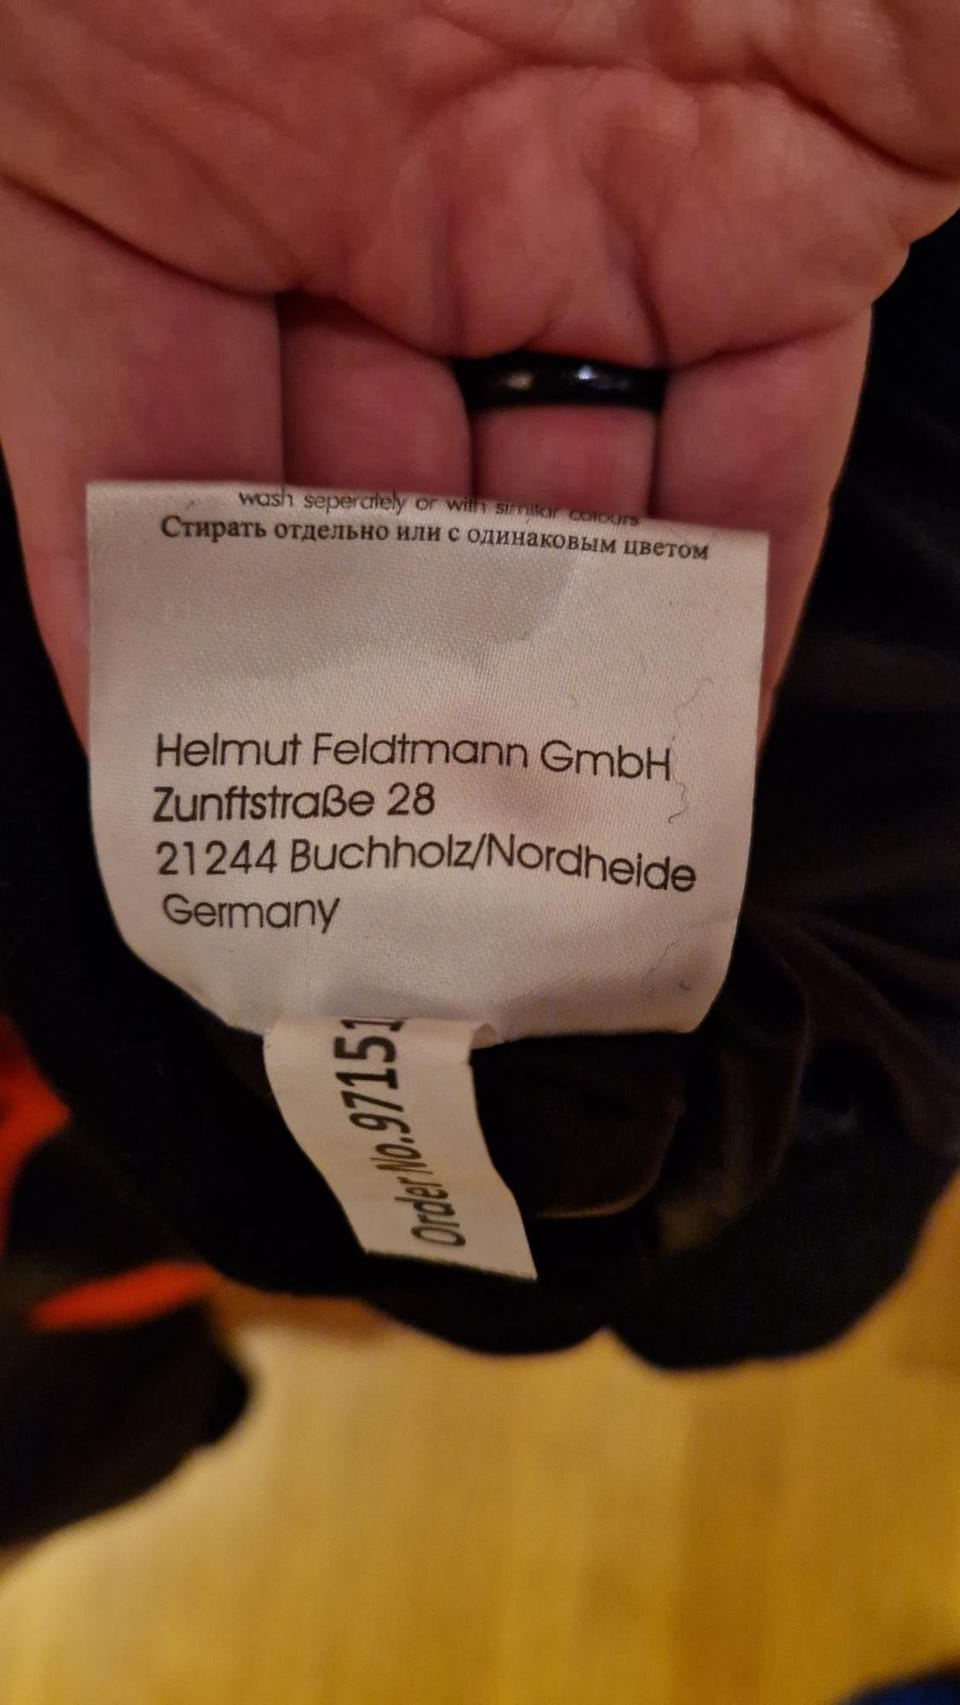 wash seperately or with similar colours
Стирать отдельно или с одинаковым цветом
Helmut Feldtmann GmbH
Zunftstraße 28
21244 Buchholz/Nordheide
Germany
Order No.97151